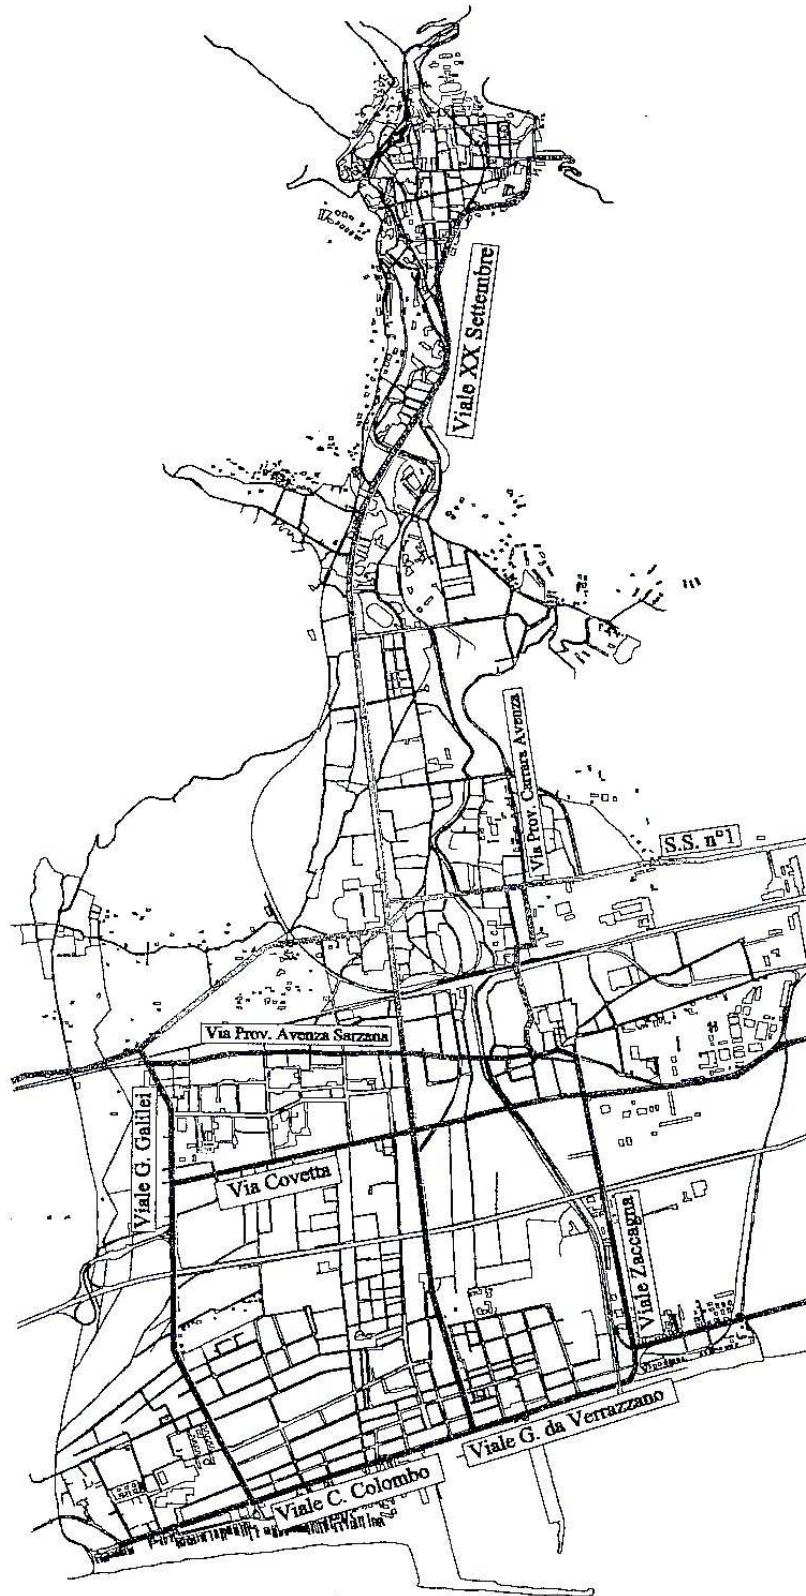 Viale XX Settembre
Via Prov. Carrara Avenza
S.S. n°1
Via Prov. Avenza Sarzana
Viale G. Galilei
Via Covetta
Viale Zaccagna
Viale G. da Verrazzano
Viale C. Colombo